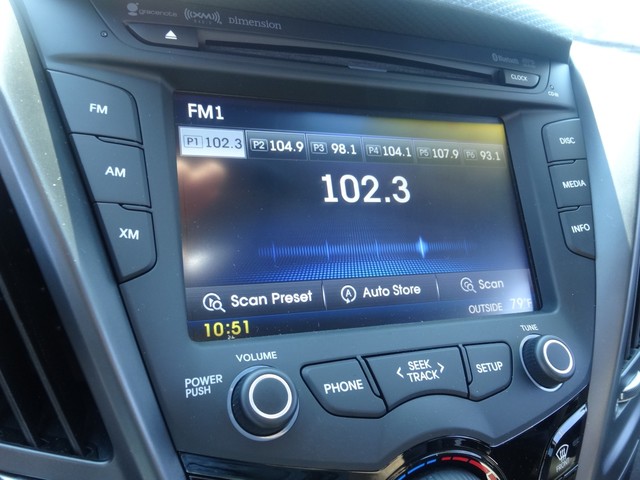 gracenote XM Dimension
Bluetooth
CLOCK
FM
AM
XM
DISC
MEDIA
INFO
FM1
P1 102.3 P2 104.9 P3 98.1 P4 104.1 P5 107.9 P6 93.1
102.3
Scan Preset Auto Store Scan
OUTSIDE 79°F
10:51
VOLUME
TUNE
POWER
PUSH
PHONE
SEEK
TRACK
SETUP